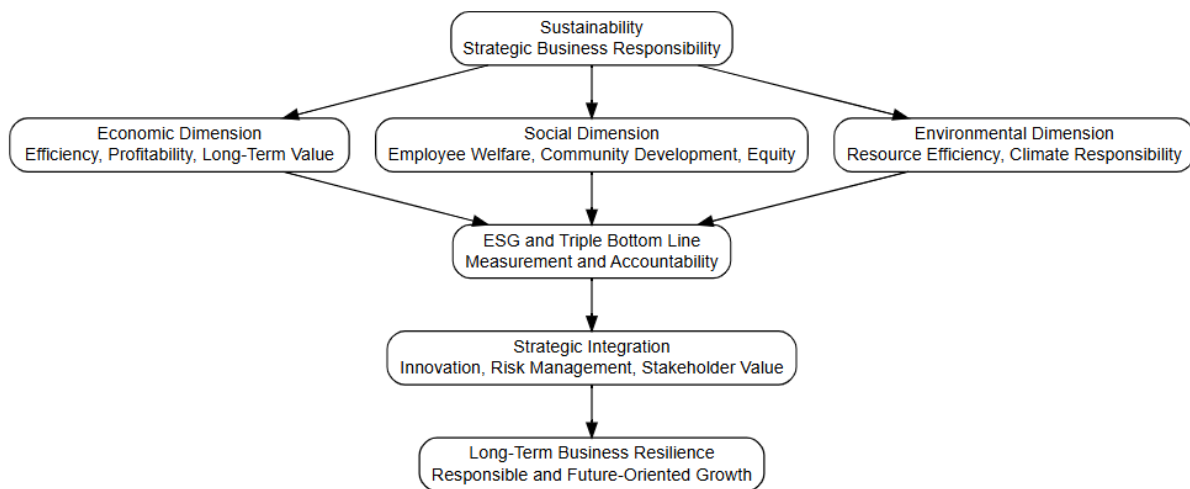 Sustainability
Strategic Business Responsibility
Economic Dimension
Efficiency, Profitability, Long-Term Value
Social Dimension
Employee Welfare, Community Development, Equity
Environmental Dimension
Resource Efficiency, Climate Responsibility
ESG and Triple Bottom Line
Measurement and Accountability
Strategic Integration
Innovation, Risk Management, Stakeholder Value
Long-Term Business Resilience
Responsible and Future-Oriented Growth